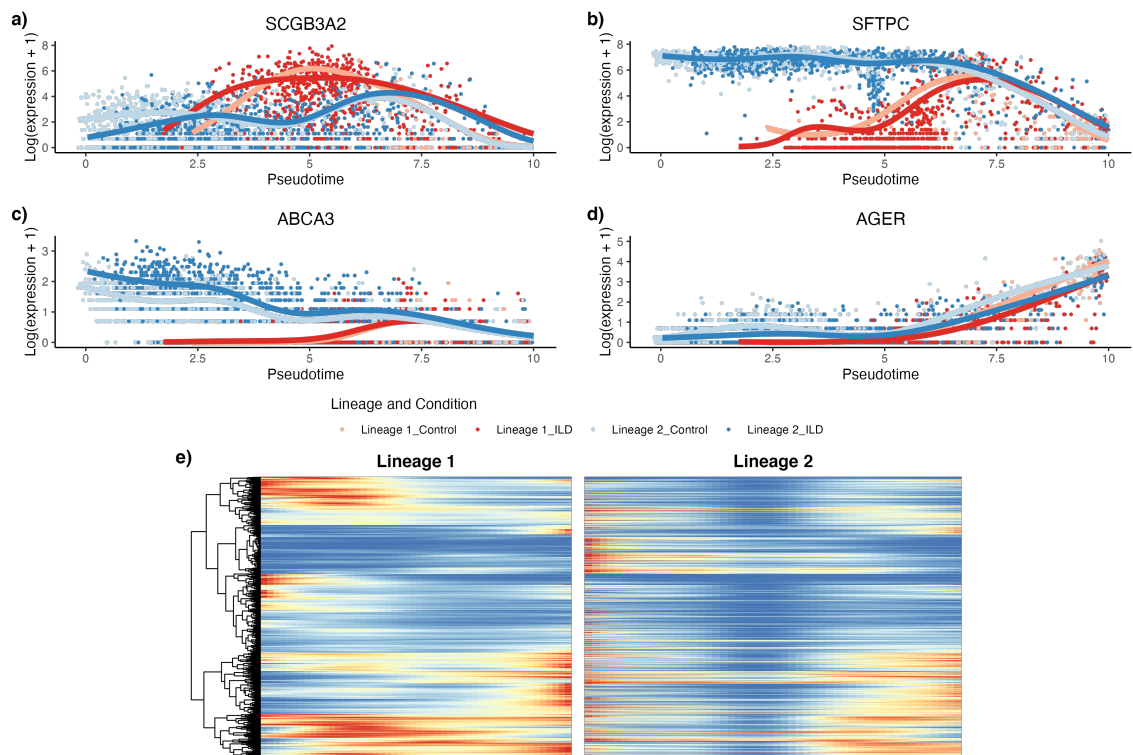 a)
SCGB3A2
Log(expression + 1)
8
6
4
2
0
0
2.5
5
7.5
10
Pseudotime
b)
SFTPC
Log(expression + 1)
8
6
4
2
0
0
2.5
5
7.5
10
Pseudotime
c)
ABCA3
Log(expression + 1)
3
2
1
0
0
2.5
5
7.5
10
Pseudotime
d)
AGER
Log(expression + 1)
5
4
3
2
1
0
0
2.5
5
7.5
10
Pseudotime
Lineage and Condition
Lineage 1_Control
Lineage 1_ILD
Lineage 2_Control
Lineage 2_ILD
e)
Lineage 1
Lineage 2